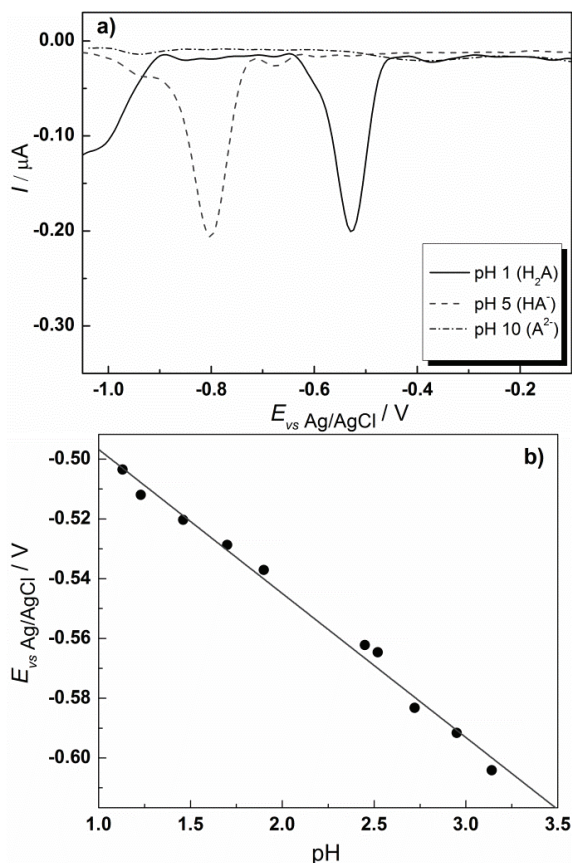 a)
0.00
-0.10
-0.20
-0.30
I / μA
pH 1 (H₂A)
pH 5 (HA⁻)
pH 10 (A²⁻)
-1.0 -0.8 -0.6 -0.4 -0.2
E vs Ag/AgCl / V
b)
-0.50
-0.52
-0.54
-0.56
-0.58
-0.60
E vs Ag/AgCl / V
1.0 1.5 2.0 2.5 3.0 3.5
pH